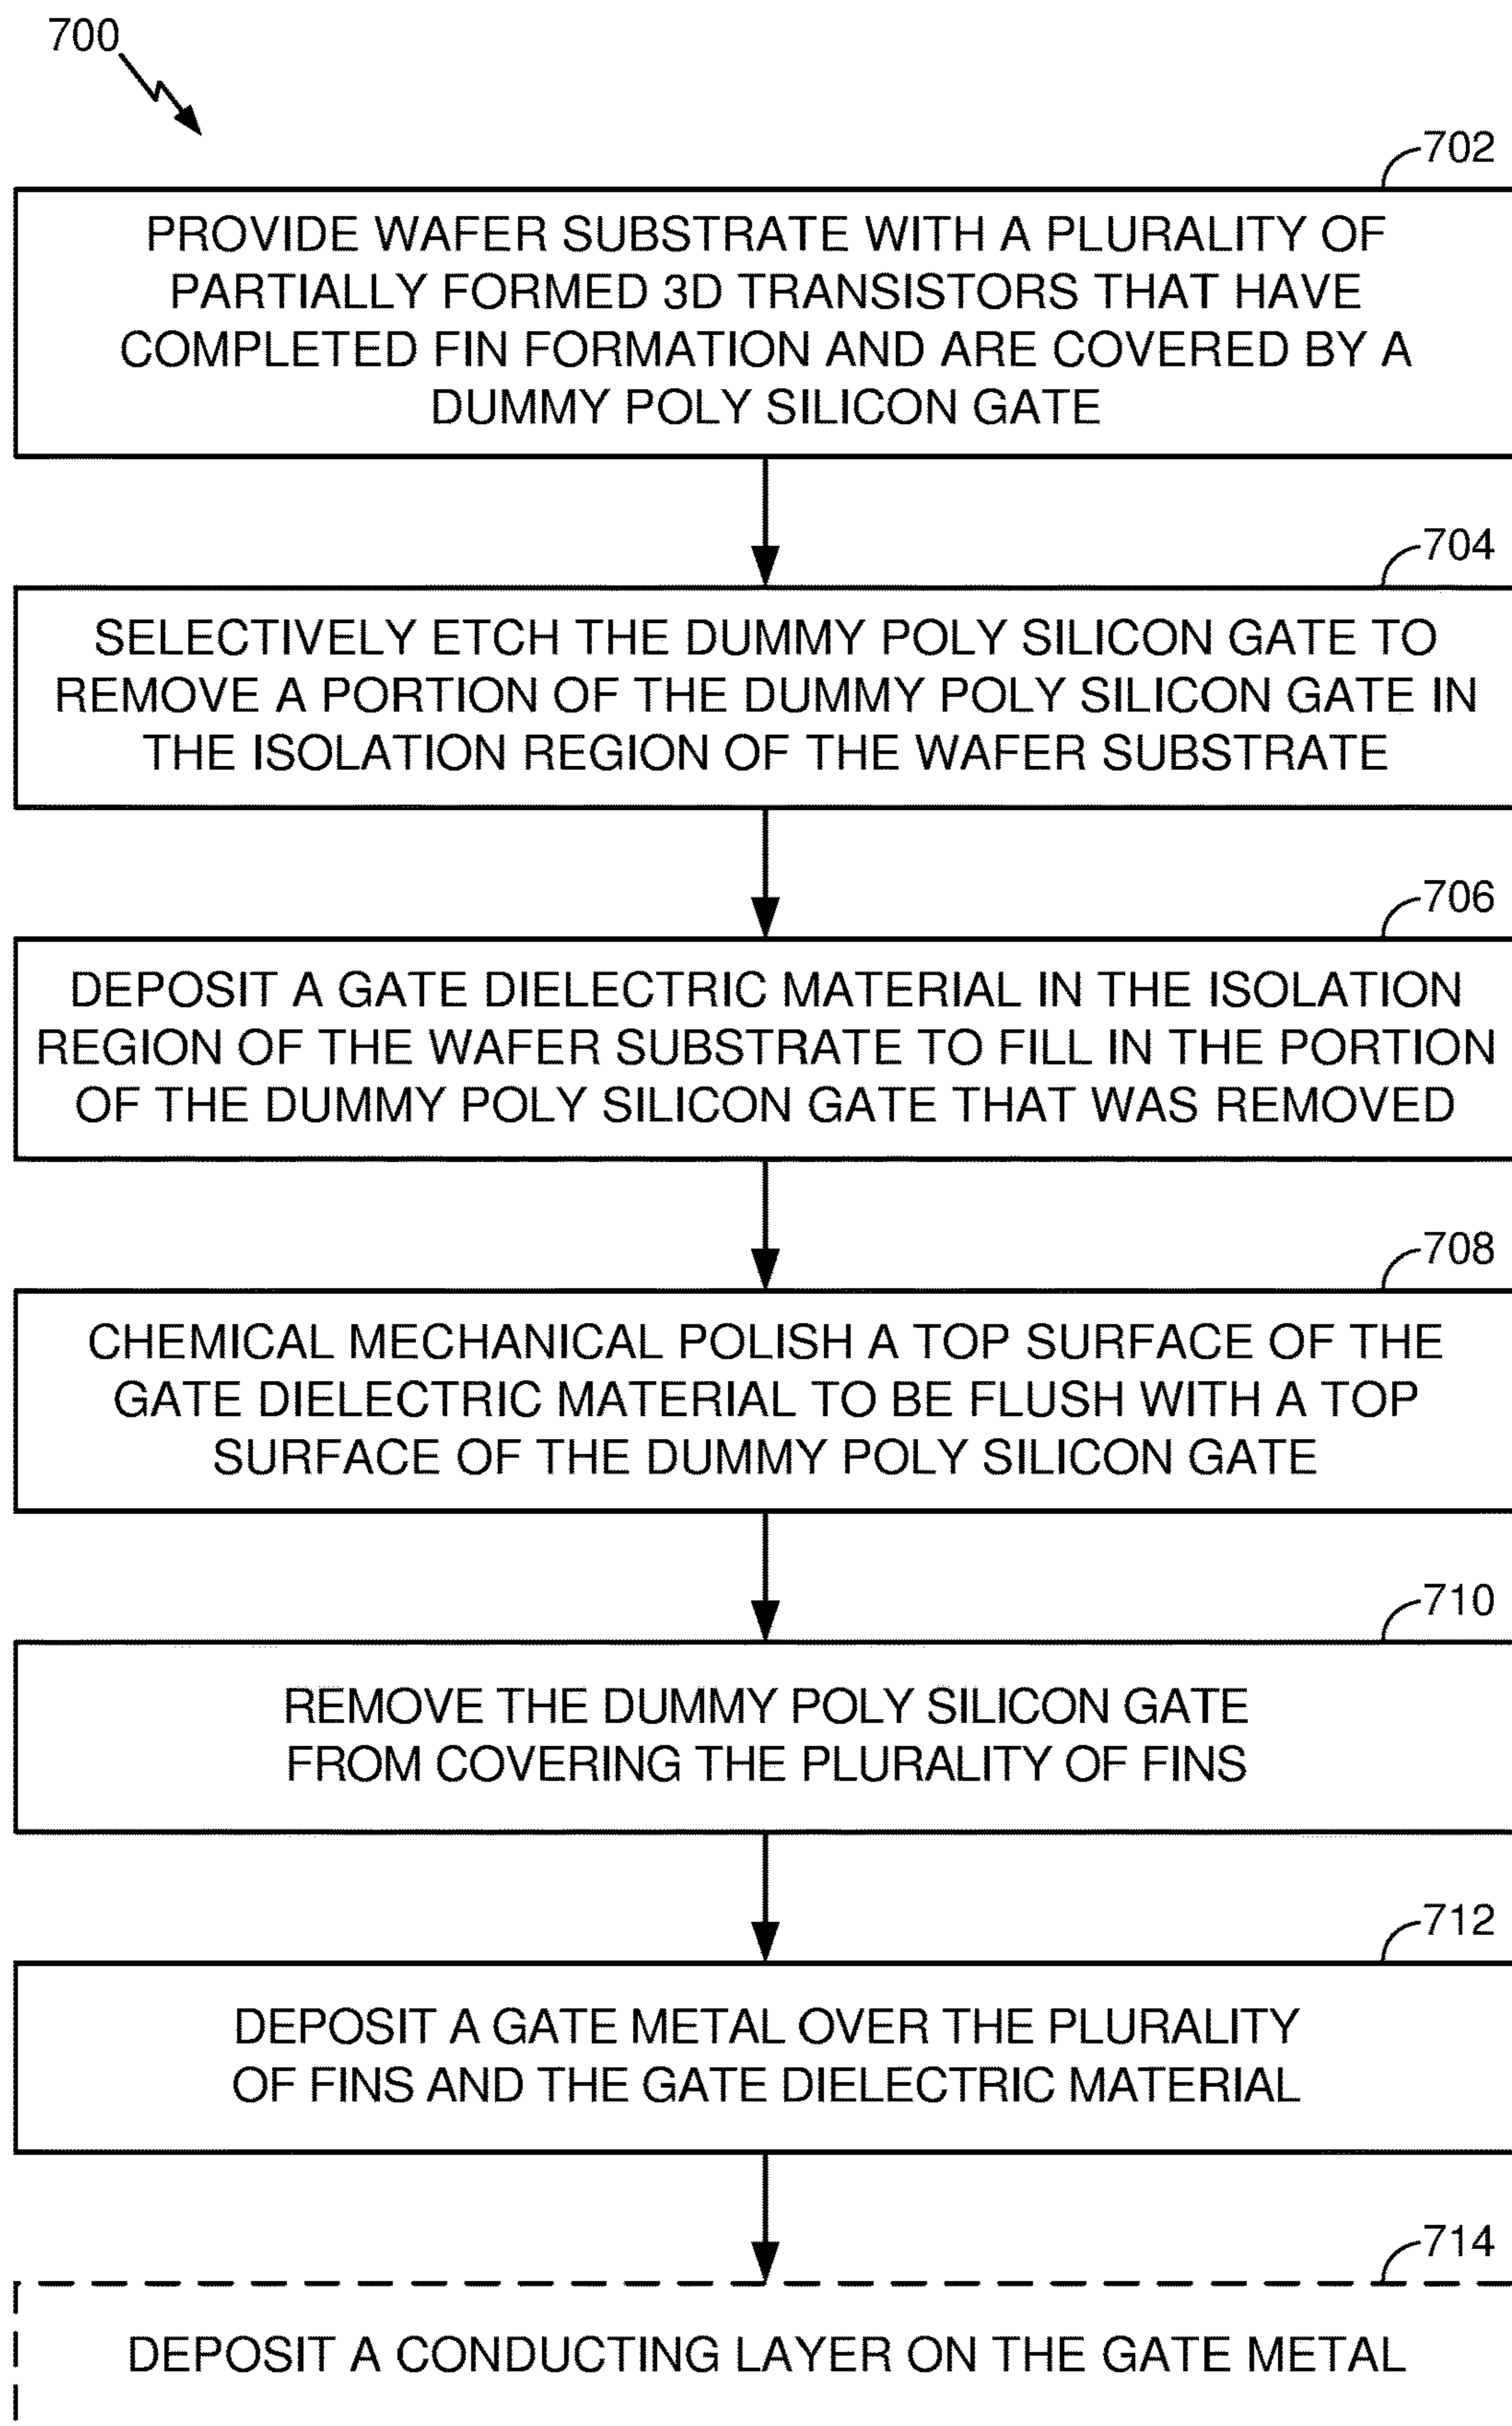 700
702
PROVIDE WAFER SUBSTRATE WITH A PLURALITY OF
PARTIALLY FORMED 3D TRANSISTORS THAT HAVE
COMPLETED FIN FORMATION AND ARE COVERED BY A
DUMMY POLY SILICON GATE
704
SELECTIVELY ETCH THE DUMMY POLY SILICON GATE TO
REMOVE A PORTION OF THE DUMMY POLY SILICON GATE IN
THE ISOLATION REGION OF THE WAFER SUBSTRATE
706
DEPOSIT A GATE DIELECTRIC MATERIAL IN THE ISOLATION
REGION OF THE WAFER SUBSTRATE TO FILL IN THE PORTION
OF THE DUMMY POLY SILICON GATE THAT WAS REMOVED
708
CHEMICAL MECHANICAL POLISH A TOP SURFACE OF THE
GATE DIELECTRIC MATERIAL TO BE FLUSH WITH A TOP
SURFACE OF THE DUMMY POLY SILICON GATE
710
REMOVE THE DUMMY POLY SILICON GATE
FROM COVERING THE PLURALITY OF FINS
712
DEPOSIT A GATE METAL OVER THE PLURALITY
OF FINS AND THE GATE DIELECTRIC MATERIAL
714
DEPOSIT A CONDUCTING LAYER ON THE GATE METAL